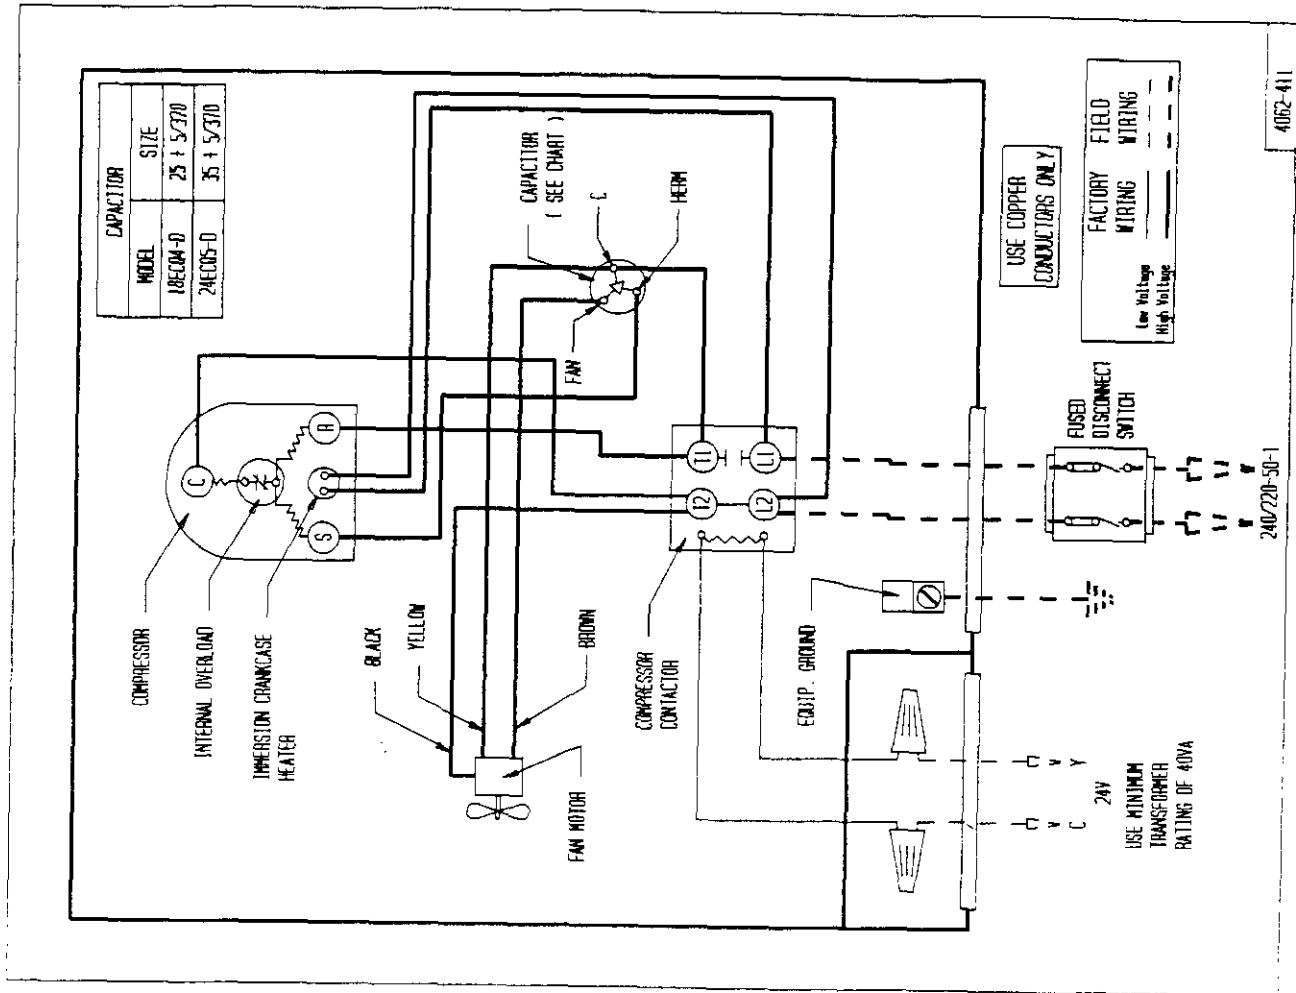 CAPACITOR
MODEL SIZE
18EC04-D 25 + 5/370
24EC05-D 35 + 5/370
COMPRESSOR
INTERNAL OVERLOAD
IMMERSION CRANKCASE
HEATER
C
S
R
BLACK
YELLOW
BROWN
FAN MOTOR
CAPACITOR
( SEE CHART )
C
HERM
FAN
COMPRESSOR
CONTACTOR
T2
T1
L2
L1
EQUIP. GROUND
C
Y
24V
USE MINIMUM
TRANSFORMER
RATING OF 40VA
FUSED
DISCONNECT
SWITCH
240/220-50-1
USE COPPER
CONDUCTORS ONLY
FACTORY FIELD
WIRING WIRING
Low Voltage
High Voltage
4062-411